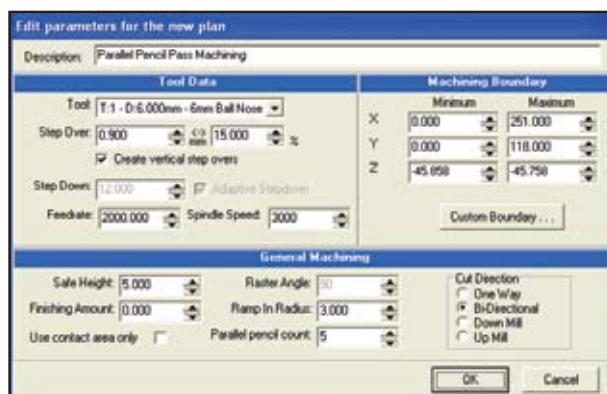 Edit parameters for the new plan
Description: Parallel Pencil Pass Machining
Tool Data
Tool: T:1 - D:6.000mm - 6mm Ball Nose
Step Over: 0.900 <-> mm 15.000 %
Create vertical step overs
Step Down: 12.000 Adaptive Stepdown
Feedrate: 2000.000 Spindle Speed: 3000
Machining Boundary
Minimum Maximum
X 0.000 251.000
Y 0.000 118.000
Z -45.858 -45.758
Custom Boundary . . .
General Machining
Safe Height: 5.000 Raster Angle: 90
Finishing Amount: 0.000 Ramp In Radius: 3.000
Use contact area only Parallel pencil count: 5
Cut Direction
One Way
Bi-Directional
Down Mill
Up Mill
OK Cancel